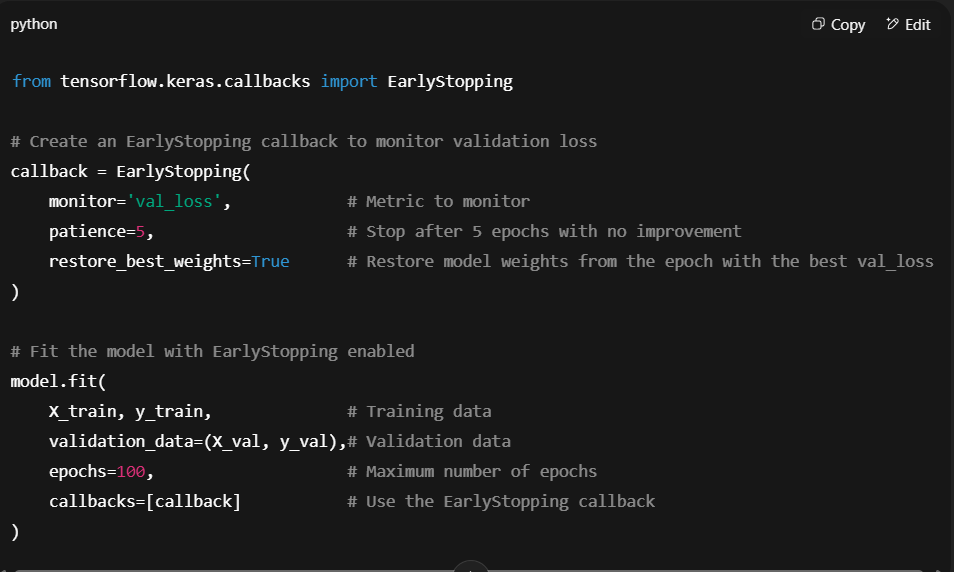 python
Copy
Edit
from tensorflow.keras.callbacks import EarlyStopping
# Create an EarlyStopping callback to monitor validation loss
callback = EarlyStopping(
    monitor='val_loss',            # Metric to monitor
    patience=5,                    # Stop after 5 epochs with no improvement
    restore_best_weights=True      # Restore model weights from the epoch with the best val_loss
)
# Fit the model with EarlyStopping enabled
model.fit(
    X_train, y_train,              # Training data
    validation_data=(X_val, y_val),# Validation data
    epochs=100,                    # Maximum number of epochs
    callbacks=[callback]           # Use the EarlyStopping callback
)